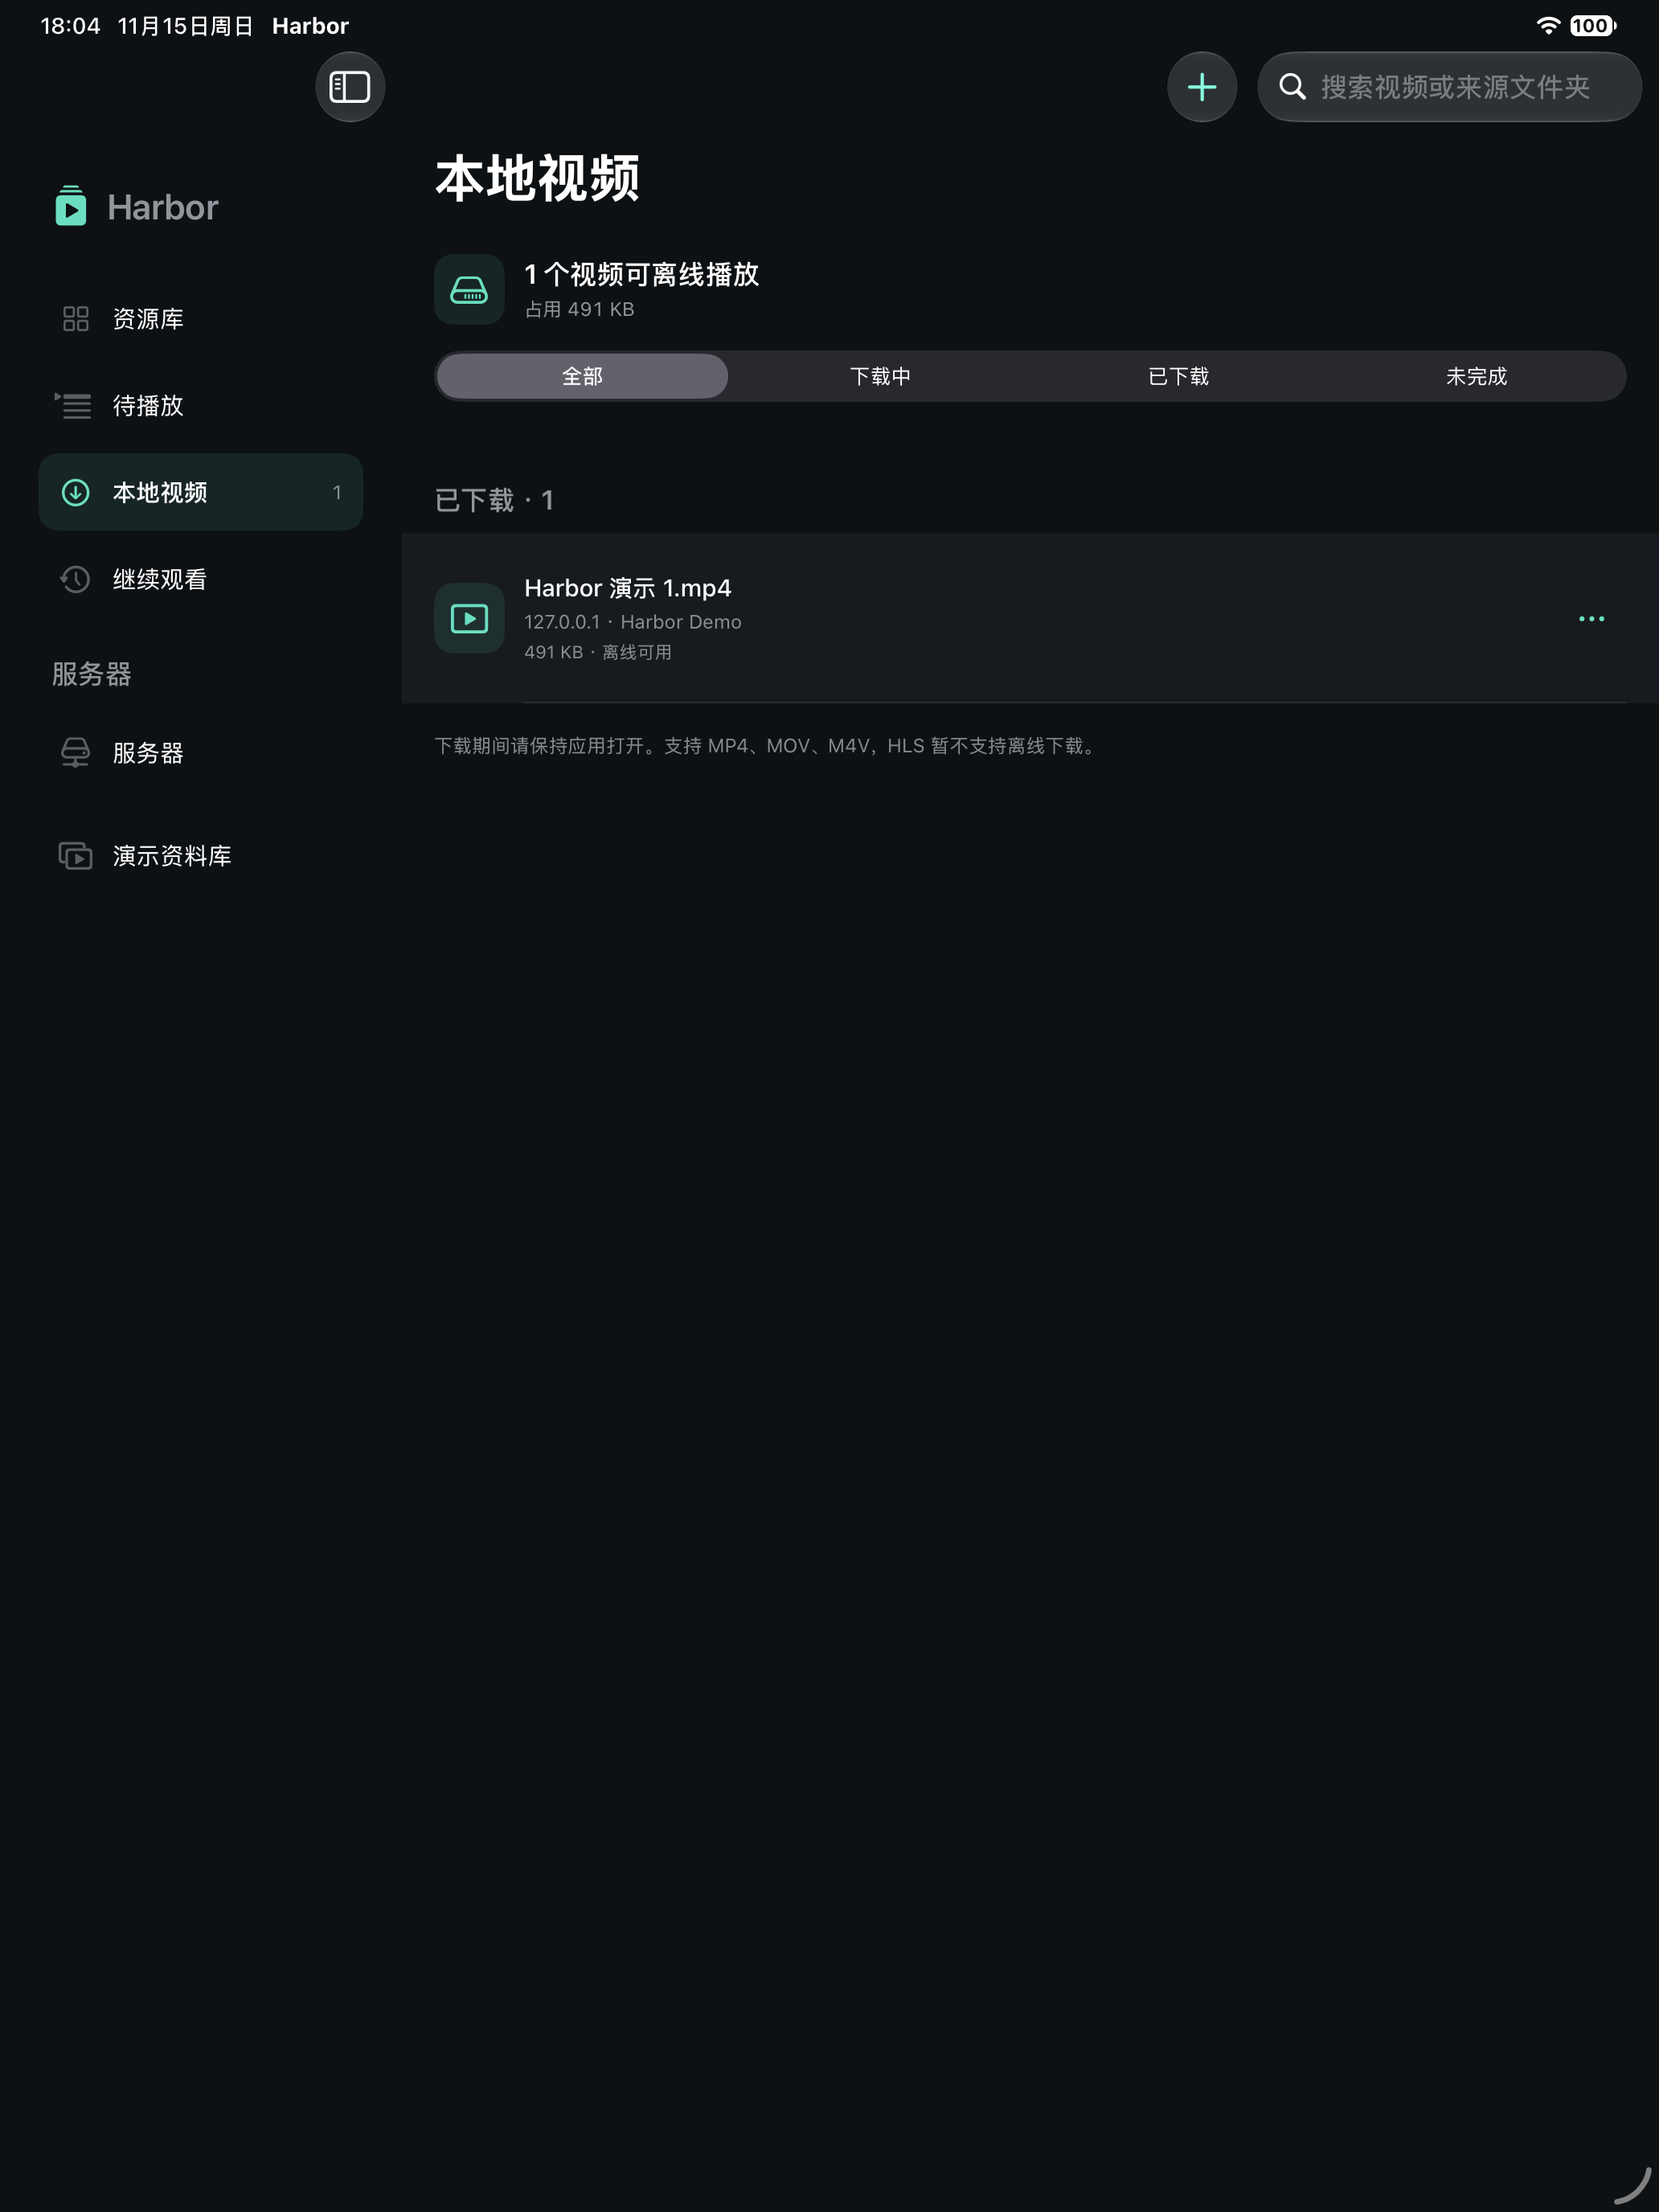 18:04 11月15日周日 Harbor
100
搜索视频或来源文件夹
Harbor
资源库
待播放
本地视频 1
继续观看
服务器
服务器
演示资料库
本地视频
1 个视频可离线播放
占用 491 KB
全部 下载中 已下载 未完成
已下载 · 1
Harbor 演示 1.mp4
127.0.0.1 · Harbor Demo
491 KB · 离线可用
下载期间请保持应用打开。支持 MP4、MOV、M4V，HLS 暂不支持离线下载。